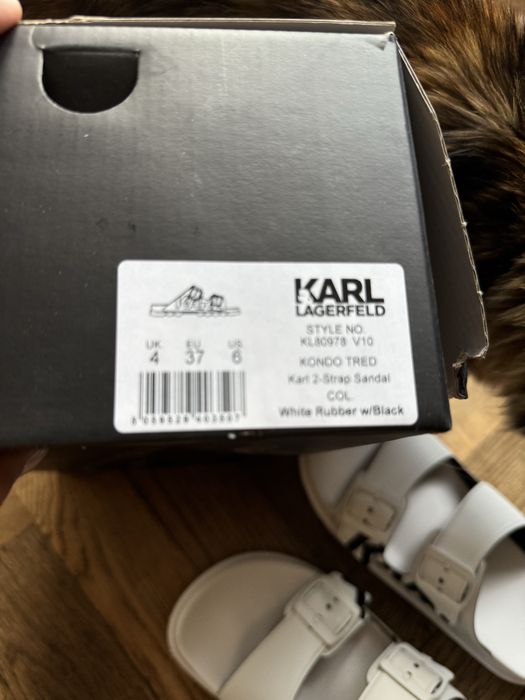 KARL
LAGERFELD
STYLE NO.
KL80978 V10
UK EU US
4 37 6
KONDO TRED
Karl 2-Strap Sandal
COL.
White Rubber w/Black